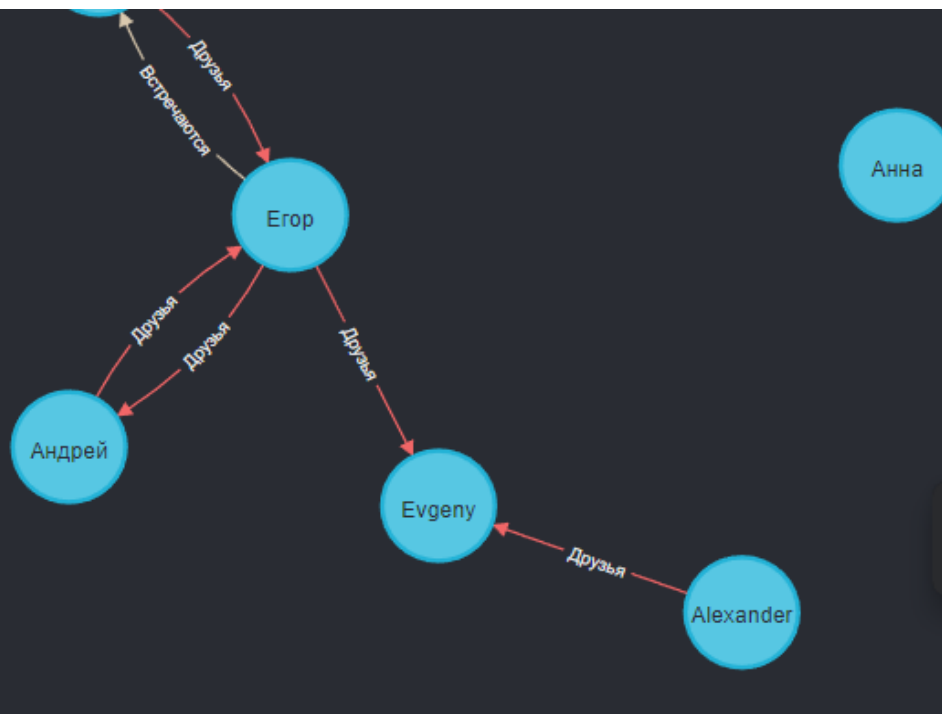 Друзья
Встречаются
Анна
Егор
Друзья
Друзья
Друзья
Андрей
Evgeny
Друзья
Alexander